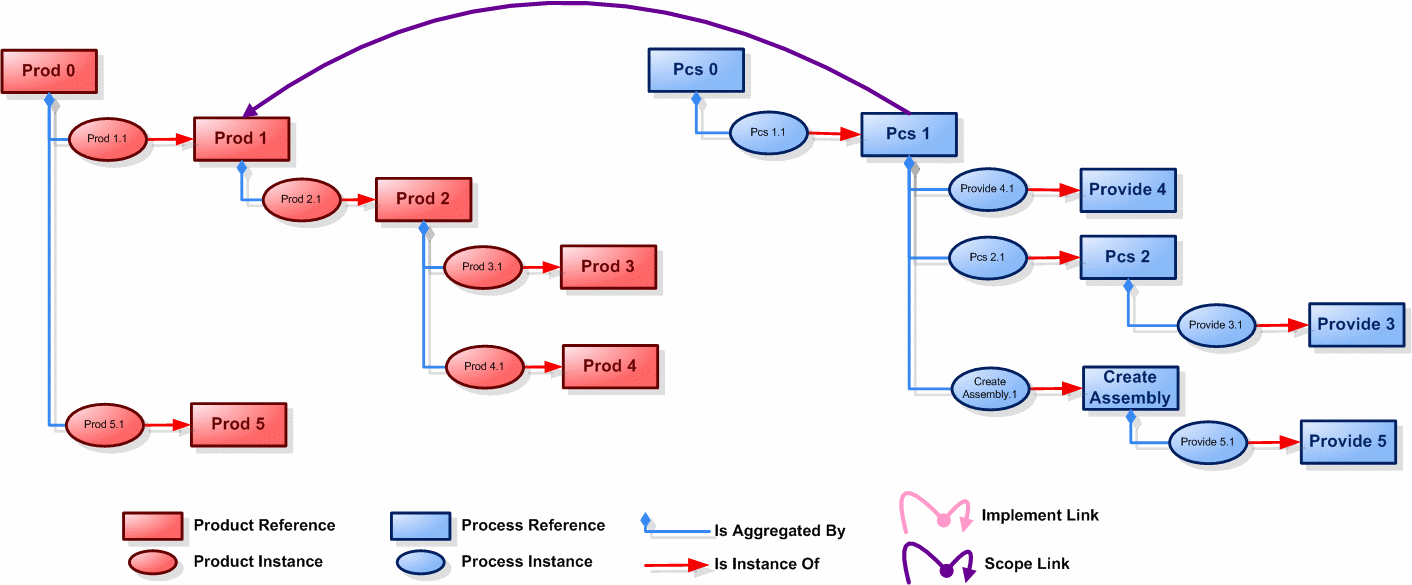 Prod 0
Pcs 0
Prod 1.1
Prod 1
Pcs 1.1
Pcs 1
Prod 2.1
Prod 2
Provide 4.1
Provide 4
Prod 3.1
Prod 3
Pcs 2.1
Pcs 2
Provide 3.1
Provide 3
Prod 4.1
Prod 4
Create
Assembly.1
Create
Assembly
Prod 5.1
Prod 5
Provide 5.1
Provide 5
Product Reference
Process Reference
Is Aggregated By
Implement Link
Product Instance
Process Instance
Is Instance Of
Scope Link